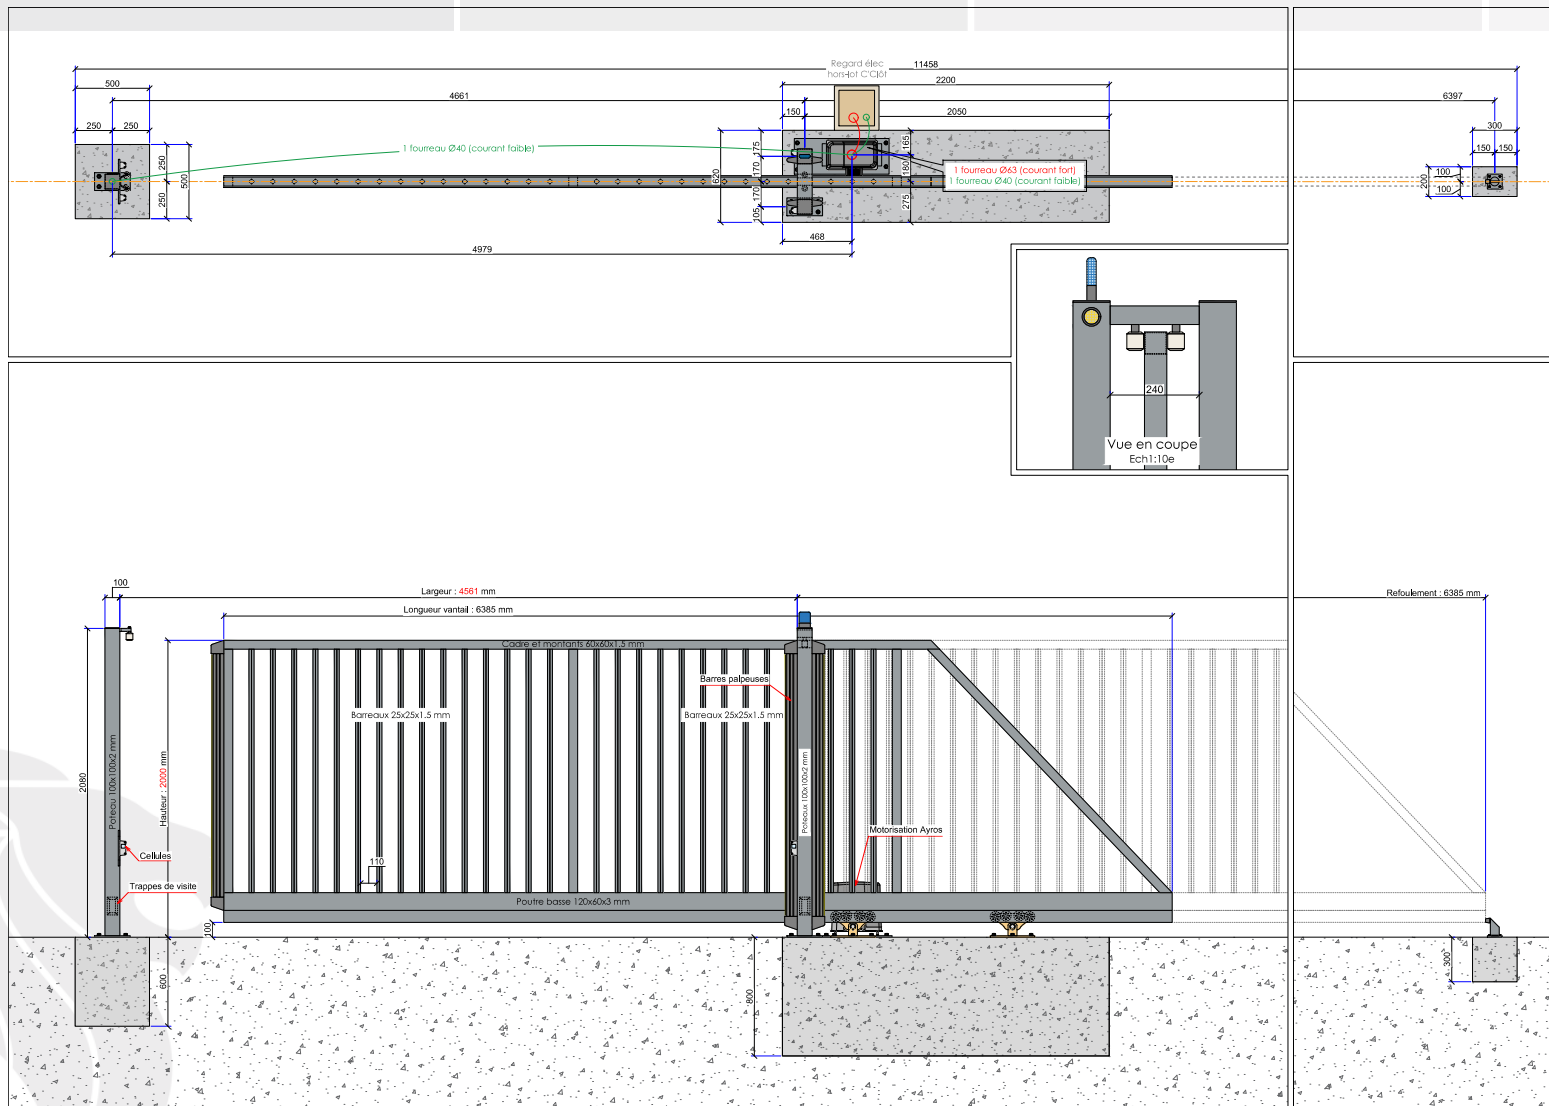 Regard élec
hors-lot C'Clôt
11458
500
2200
4661
6397
150
2050
300
250
250
150
150
1 fourreau Ø40 (courant faible)
250
500
250
620
175
170
170
105
165
180
275
1 fourreau Ø63 (courant fort)
1 fourreau Ø40 (courant faible)
200
100
100
4979
468
240
Vue en coupe
Ech1:10e
100
Largeur : 4561 mm
Refoulement : 6385 mm
Longueur vantail : 6385 mm
Cadre et montants 60x60x1.5 mm
Barres palpeuses
Barreaux 25x25x1.5 mm
Barreaux 25x25x1.5 mm
2080
Poteau 100x100x2 mm
Hauteur : 2000 mm
Poteaux 100x100x2 mm
Motorisation Ayros
Cellules
110
Trappes de visite
Poutre basse 120x60x3 mm
100
600
800
300